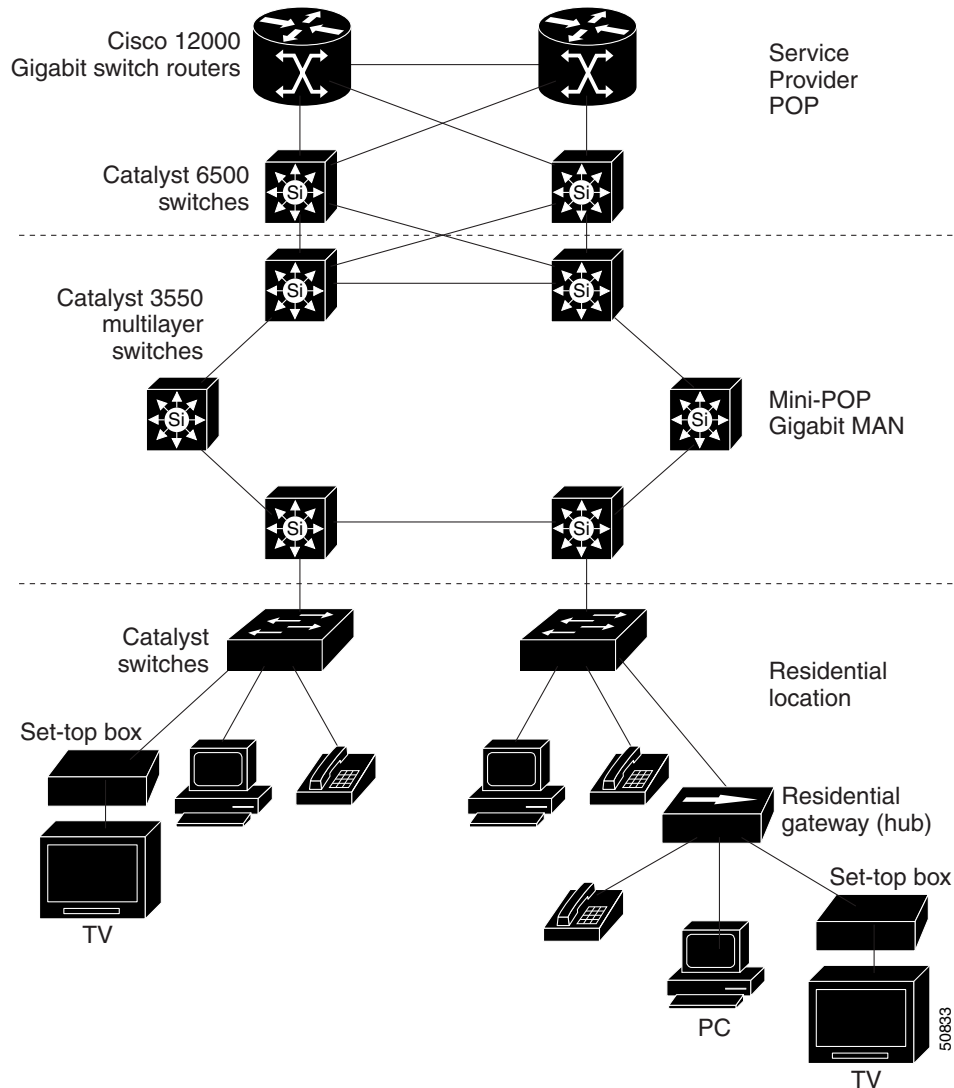 Cisco 12000
Gigabit switch routers
Service
Provider
POP
Catalyst 6500
switches
Si
Si
Catalyst 3550
multilayer
switches
Si
Si
Si
Si
Mini-POP
Gigabit MAN
Si
Si
Catalyst
switches
Residential
location
Set-top box
TV
Residential
gateway (hub)
Set-top box
PC
TV
50833